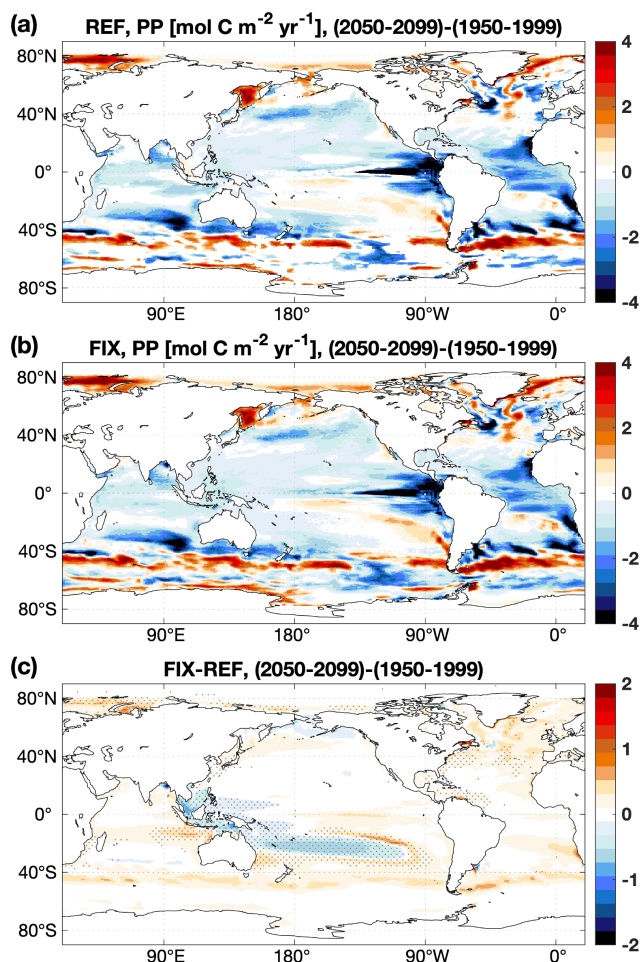 (a) REF, PP [mol C m⁻² yr⁻¹], (2050-2099)-(1950-1999)
80°N
40°N
0°
40°S
80°S
90°E 180° 90°W 0°
4
2
0
-2
-4
(b) FIX, PP [mol C m⁻² yr⁻¹], (2050-2099)-(1950-1999)
80°N
40°N
0°
40°S
80°S
90°E 180° 90°W 0°
4
2
0
-2
-4
(c) FIX-REF, (2050-2099)-(1950-1999)
80°N
40°N
0°
40°S
80°S
90°E 180° 90°W 0°
2
1
0
-1
-2